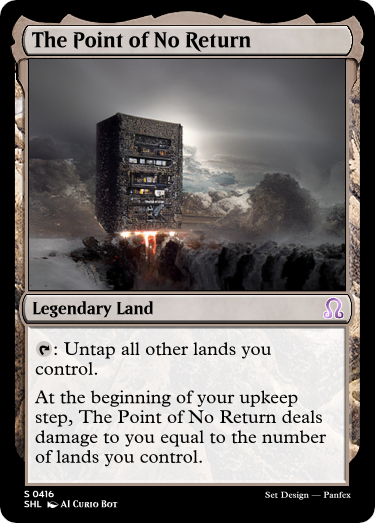 The Point of No Return
Legendary Land
: Untap all other lands you
control.
At the beginning of your upkeep
step, The Point of No Return deals
damage to you equal to the number
of lands you control.
S 0416
SHL AI Curio Bot
Set Design — Panfex